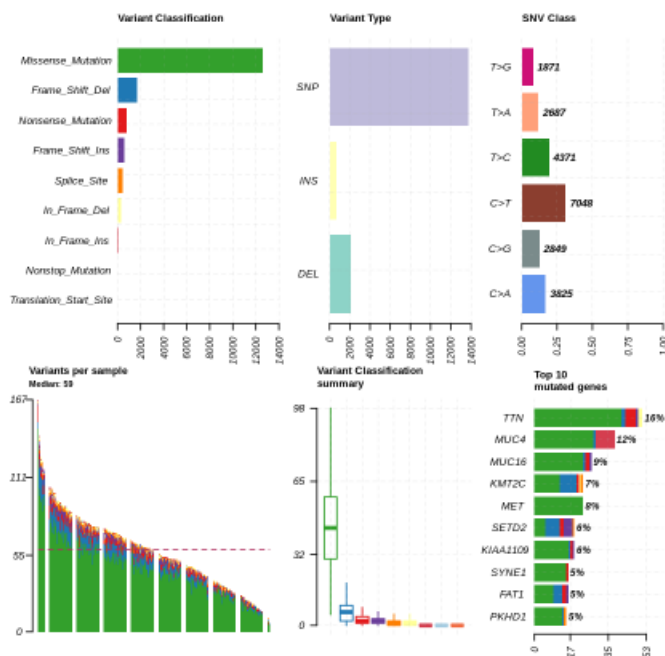 Variant Classification
Missense_Mutation
Frame_Shift_Del
Nonsense_Mutation
Frame_Shift_Ins
Splice_Site
In_Frame_Del
In_Frame_Ins
Nonstop_Mutation
Translation_Start_Site
0 2000 4000 6000 8000 10000 12000 14000
Variant Type
SNP
INS
DEL
0 2000 4000 6000 8000 10000 12000 14000
SNV Class
T>G 1871
T>A 2687
T>C 4371
C>T 7048
C>G 2849
C>A 3825
0.00 0.25 0.50 0.75 1.00
Variants per sample
Median: 59
167
55
0
Variant Classification
summary
98
65
32
0
Top 10
mutated genes
TTN 16%
MUC4 12%
MUC16 9%
KMT2C 7%
MET 8%
SETD2 6%
KIAA1109 6%
SYNE1 5%
FAT1 5%
PKHD1 5%
0 17 35 53